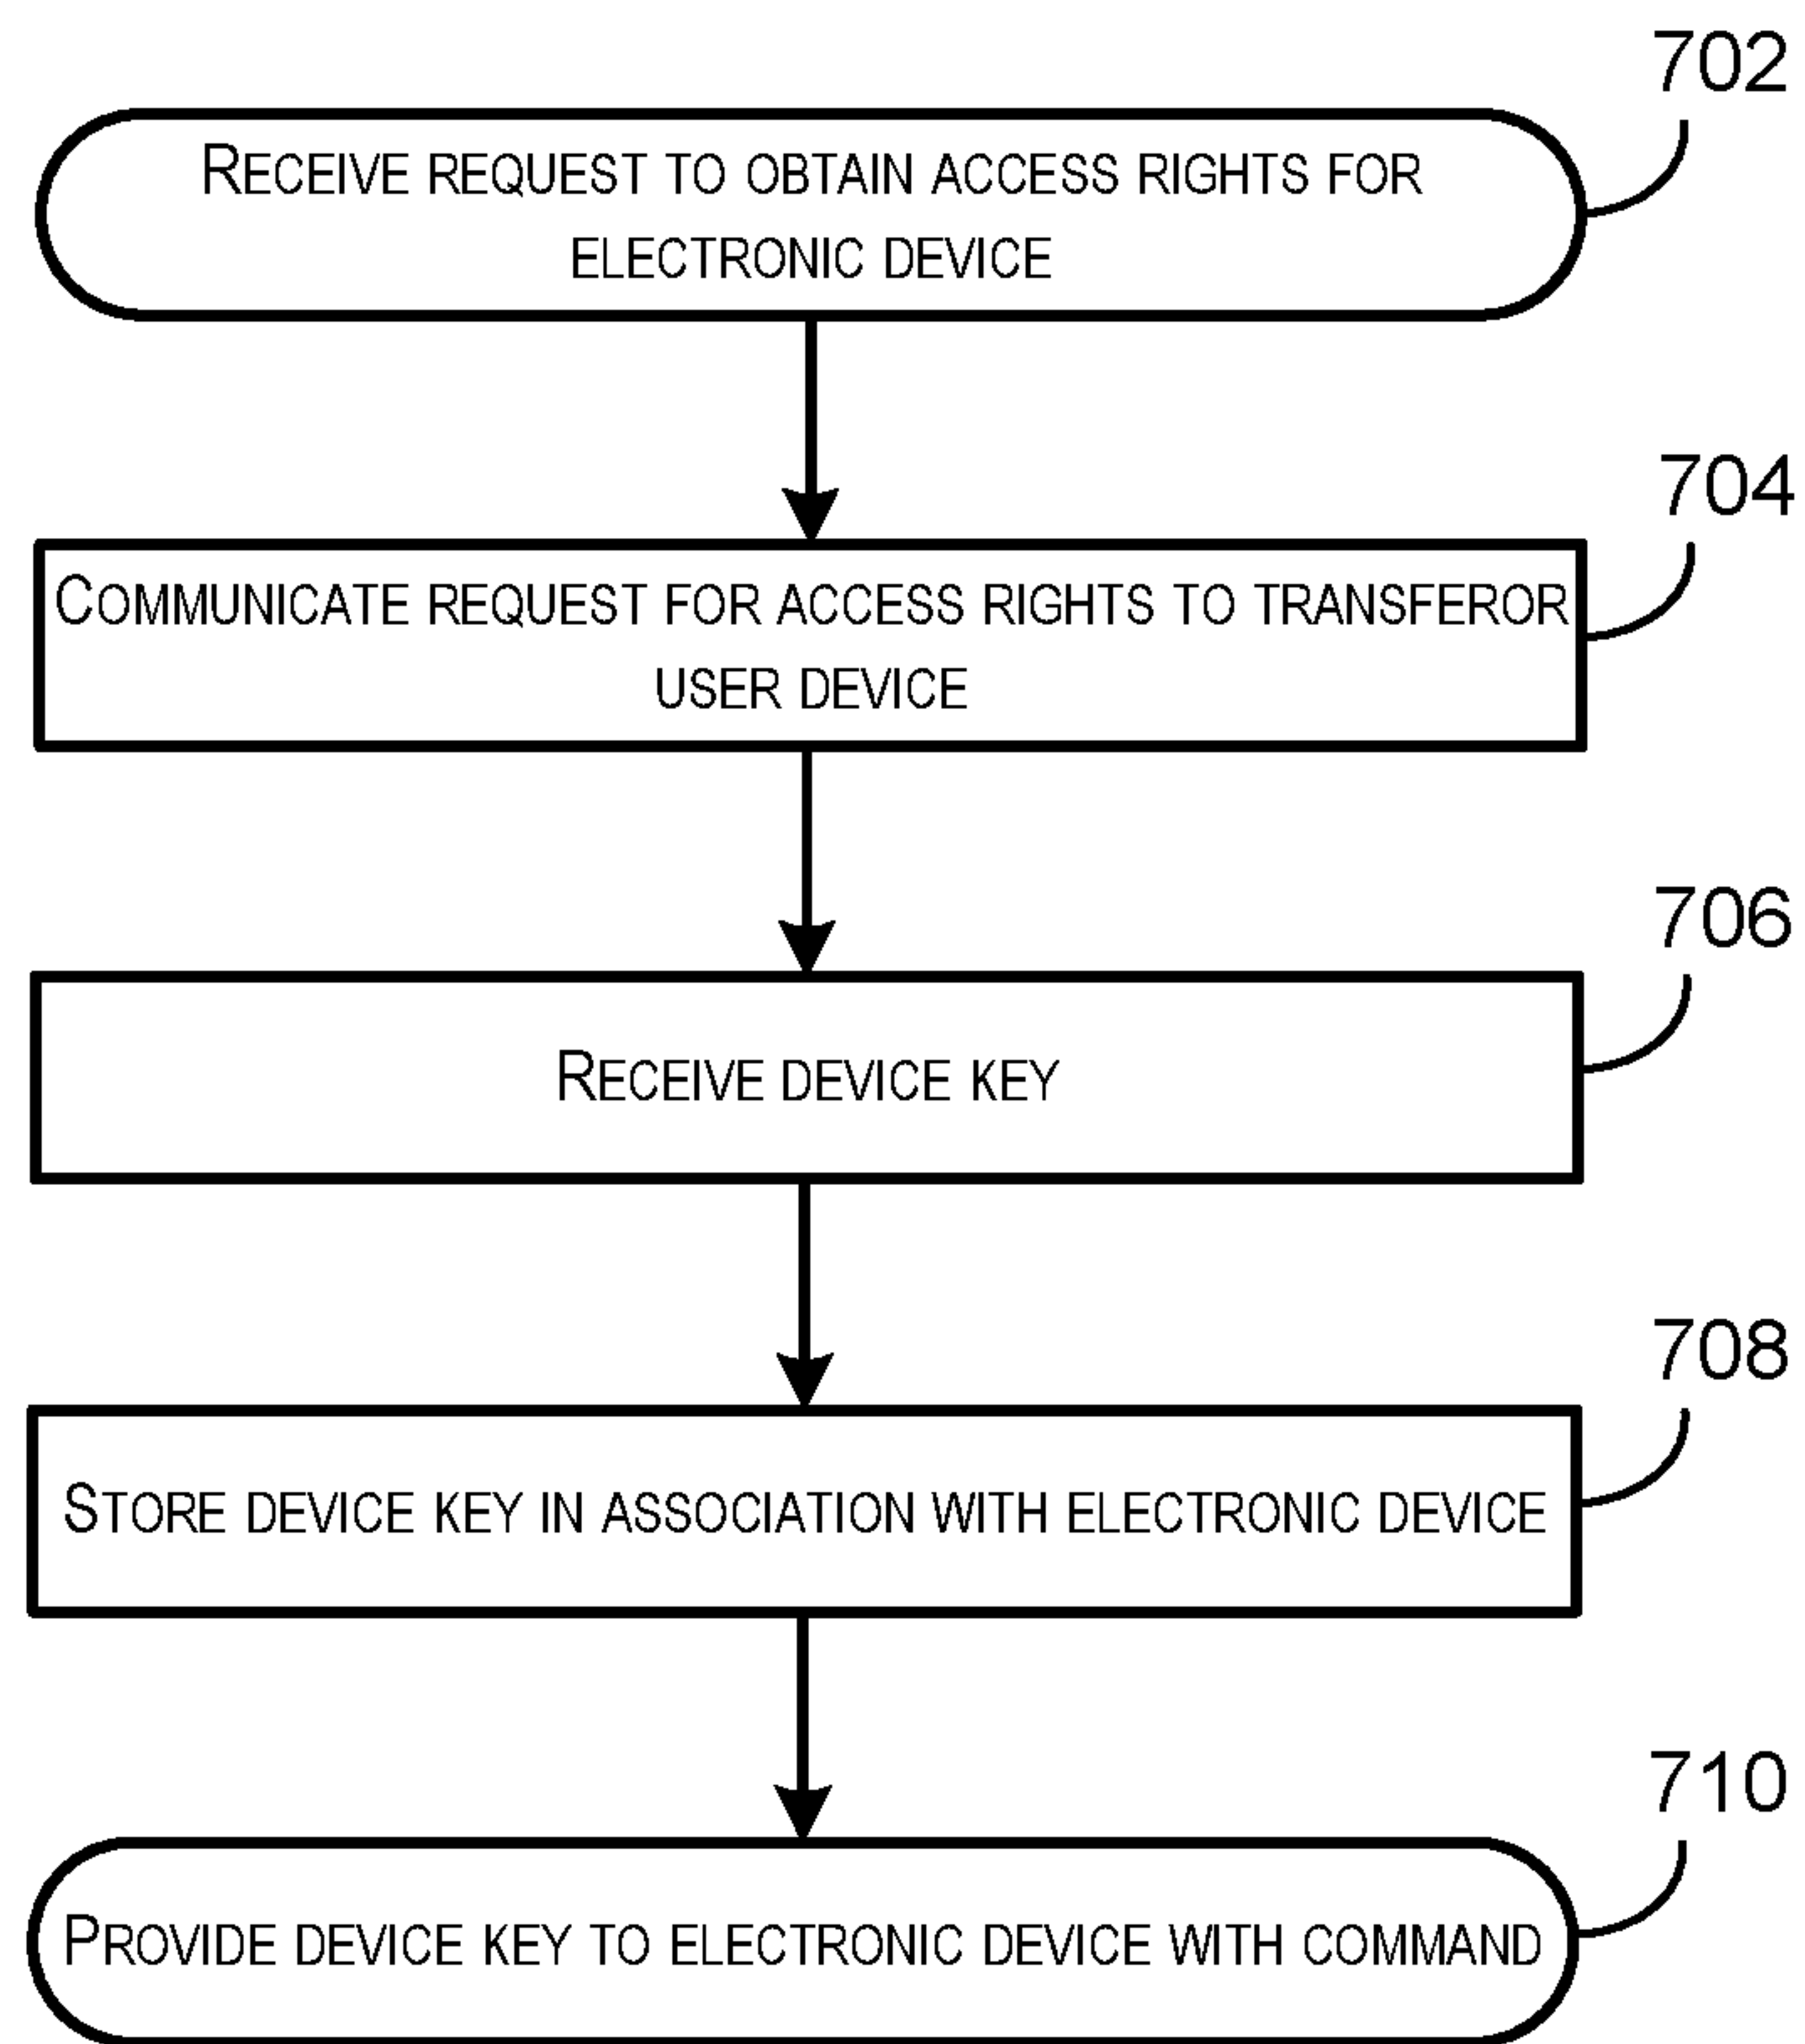 702
RECEIVE REQUEST TO OBTAIN ACCESS RIGHTS FOR
ELECTRONIC DEVICE
704
COMMUNICATE REQUEST FOR ACCESS RIGHTS TO TRANSFEROR
USER DEVICE
706
RECEIVE DEVICE KEY
708
STORE DEVICE KEY IN ASSOCIATION WITH ELECTRONIC DEVICE
710
PROVIDE DEVICE KEY TO ELECTRONIC DEVICE WITH COMMAND